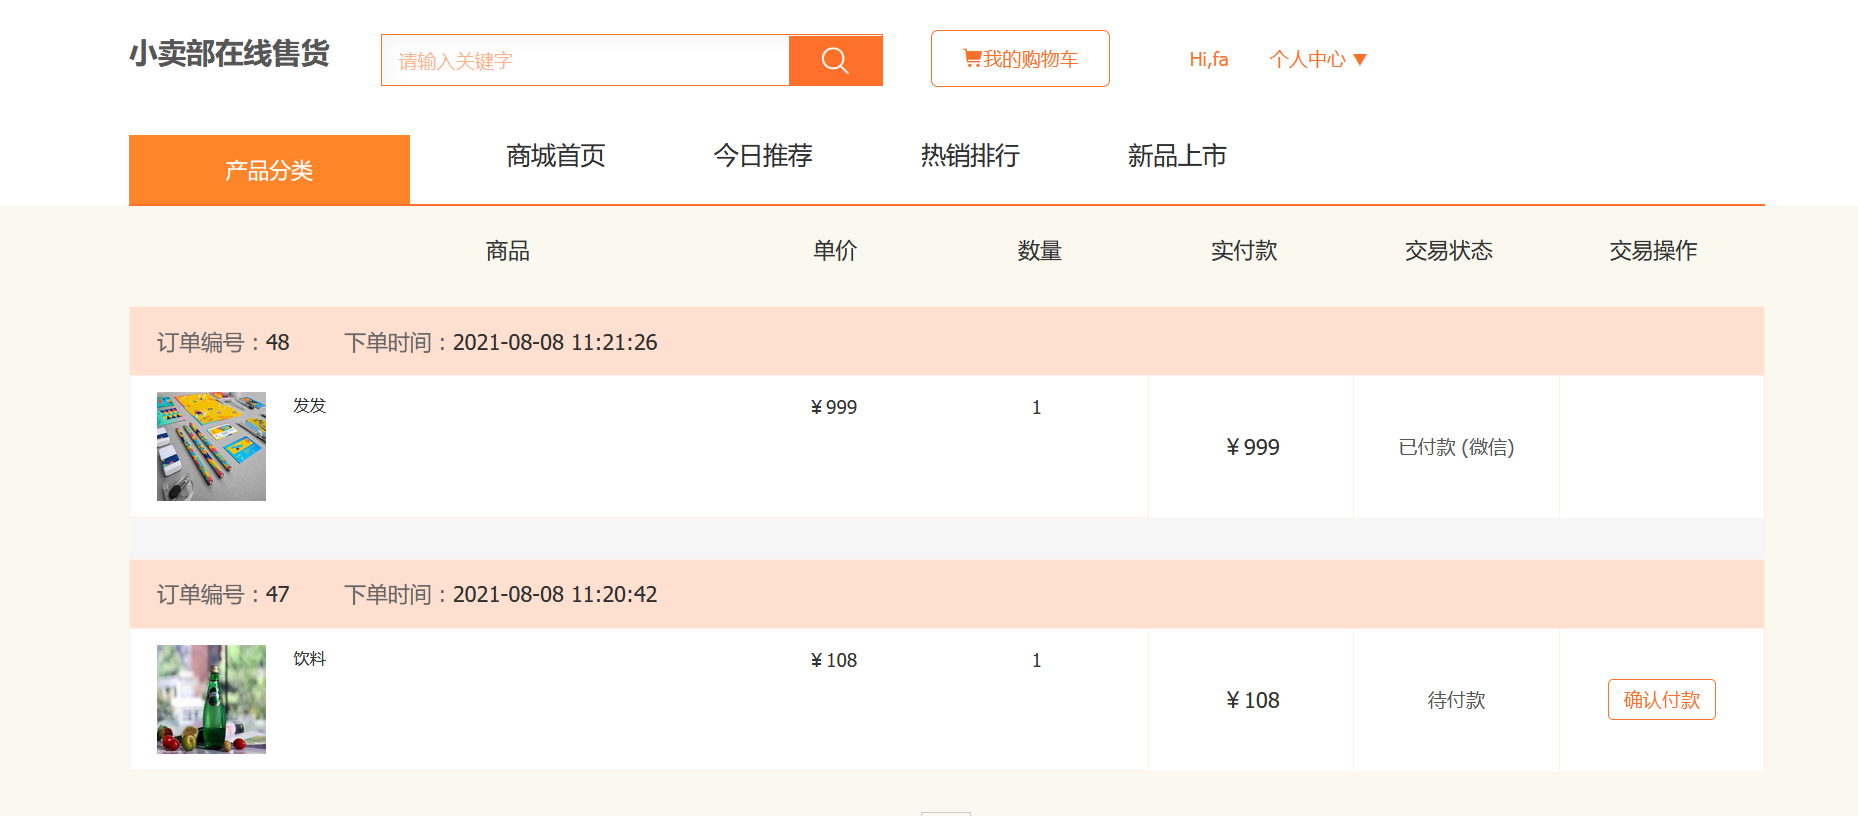 小卖部在线售货
请输入关键字
我的购物车
Hi,fa
个人中心 ▼
产品分类
商城首页
今日推荐
热销排行
新品上市
商品 单价 数量 实付款 交易状态 交易操作
订单编号：48 下单时间：2021-08-08 11:21:26
发发 ¥ 999 1
¥ 999 已付款 (微信)
订单编号：47 下单时间：2021-08-08 11:20:42
饮料 ¥ 108 1
¥ 108 待付款 确认付款